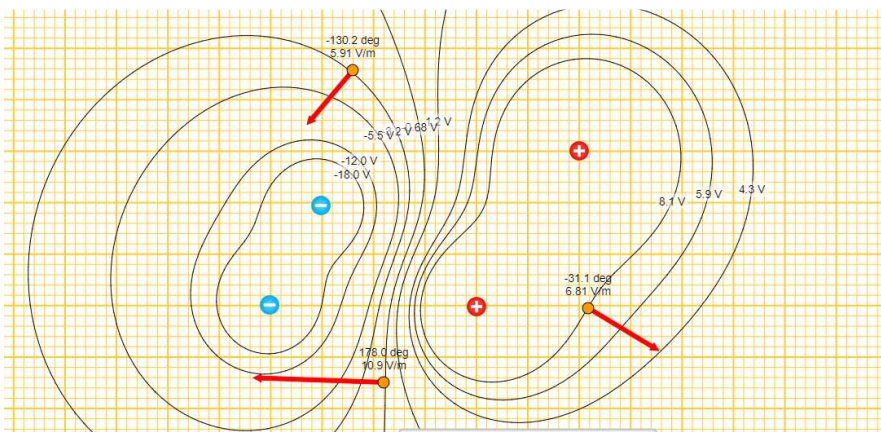 -130.2 deg
5.91 V/m
-5.5 V
-12.0 V
-18.0 V
8.1 V
5.9 V
4.3 V
-31.1 deg
6.81 V/m
178.0 deg
10.9 V/m